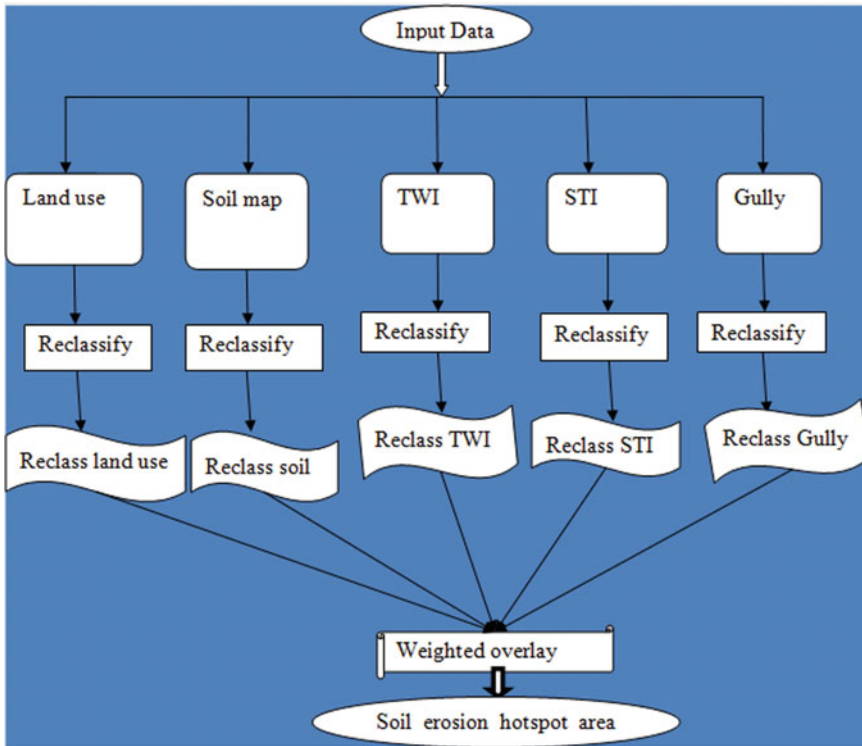 Input Data
Land use
Soil map
TWI
STI
Gully
Reclassify
Reclassify
Reclassify
Reclassify
Reclassify
Reclass land use
Reclass soil
Reclass TWI
Reclass STI
Reclass Gully
Weighted overlay
Soil erosion hotspot area